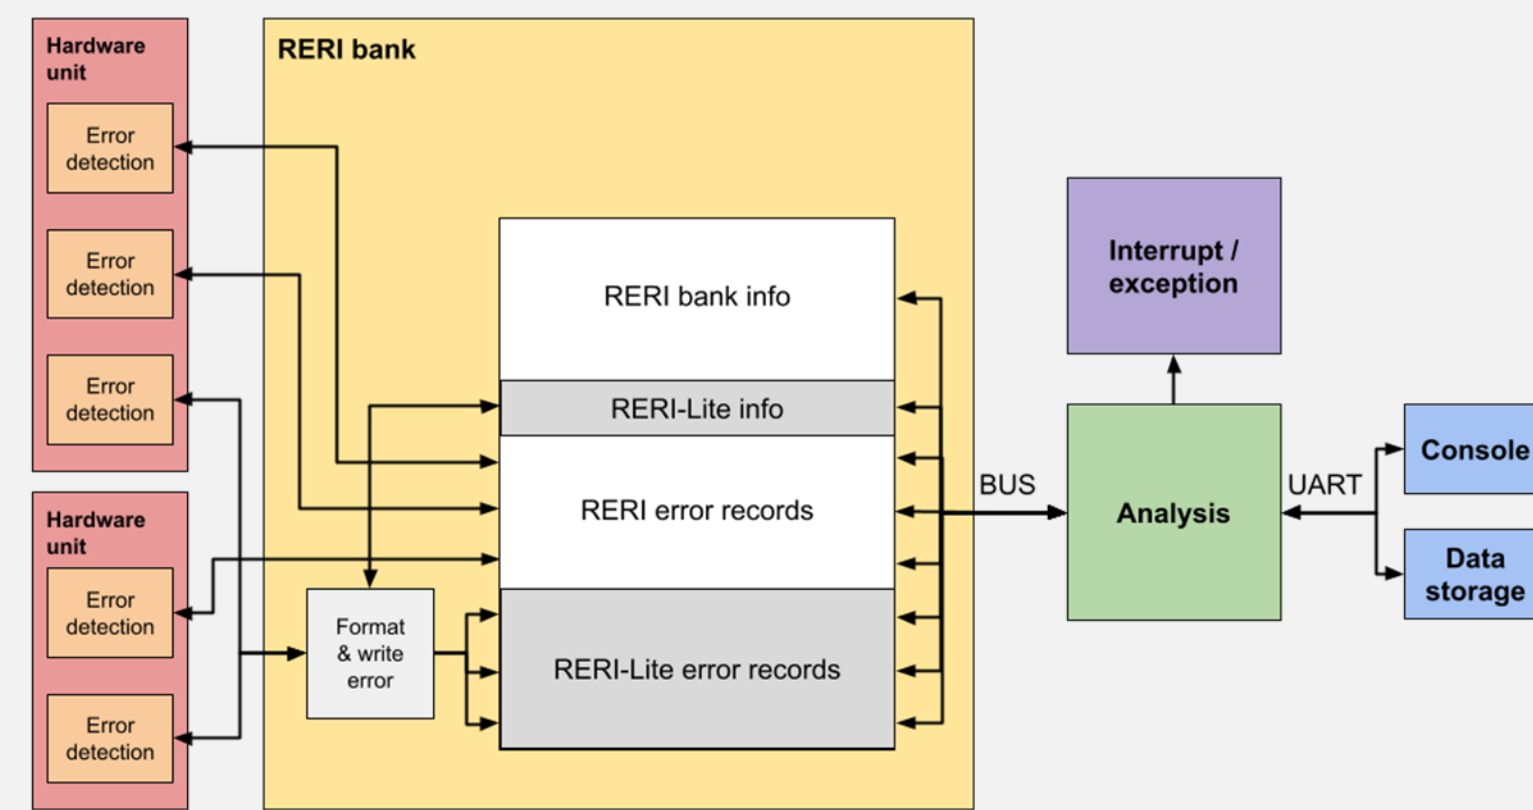 Hardware
unit
Error
detection
Error
detection
Error
detection
Hardware
unit
Error
detection
Error
detection
RERI bank
RERI bank info
RERI-Lite info
RERI error records
RERI-Lite error records
Format
& write
error
BUS
Interrupt /
exception
Analysis
UART
Console
Data
storage